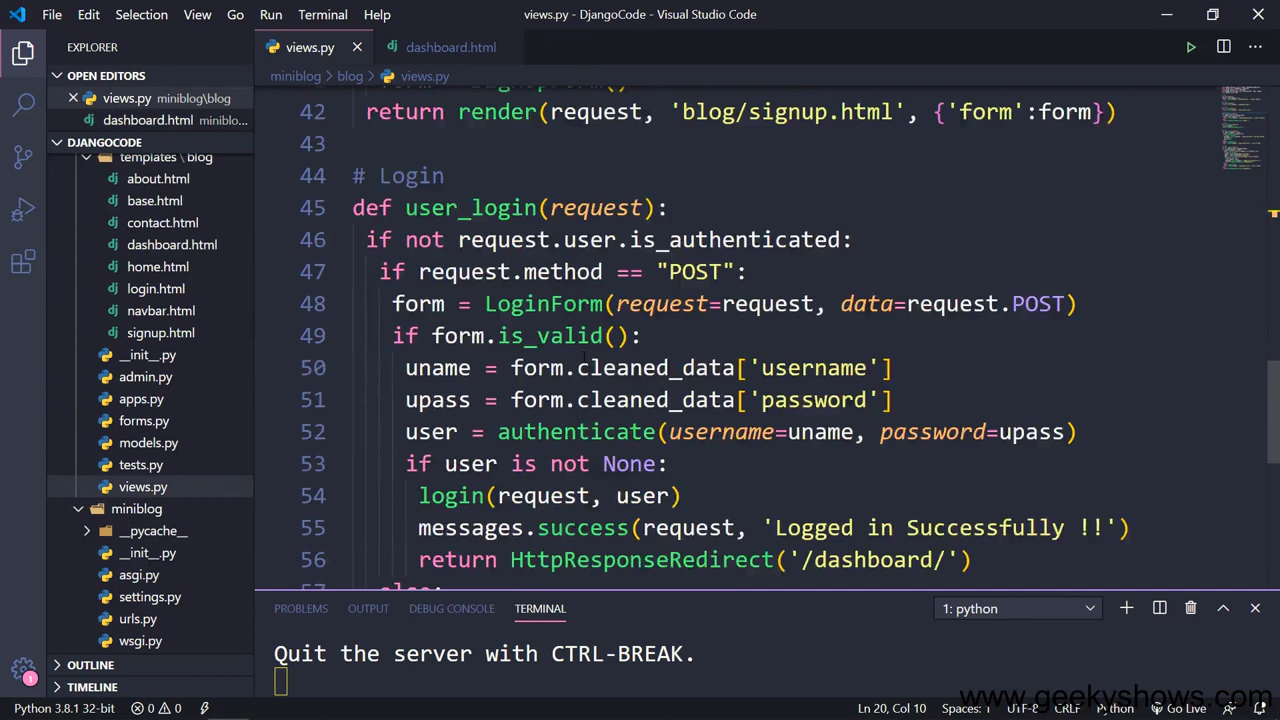 File Edit Selection View Go Run Terminal Help views.py - DjangoCode - Visual Studio Code
EXPLORER
views.py
dashboard.html
OPEN EDITORS
views.py miniblog\blog
dashboard.html miniblo...
DJANGOCODE
templates \ blog
about.html
base.html
contact.html
dashboard.html
home.html
login.html
navbar.html
signup.html
__init__.py
admin.py
apps.py
forms.py
models.py
tests.py
views.py
miniblog
__pycache__
__init__.py
asgi.py
settings.py
urls.py
wsgi.py
OUTLINE
TIMELINE
miniblog > blog > views.py
42 return render(request, 'blog/signup.html', {'form':form})
43
44 # Login
45 def user_login(request):
46 if not request.user.is_authenticated:
47 if request.method == "POST":
48 form = LoginForm(request=request, data=request.POST)
49 if form.is_valid():
50 uname = form.cleaned_data['username']
51 upass = form.cleaned_data['password']
52 user = authenticate(username=uname, password=upass)
53 if user is not None:
54 login(request, user)
55 messages.success(request, 'Logged in Successfully !!')
56 return HttpResponseRedirect('/dashboard/')
57 else:
PROBLEMS OUTPUT DEBUG CONSOLE TERMINAL 1: python
Quit the server with CTRL-BREAK.
www.geekyshows.com
1
Python 3.8.1 32-bit 0 0 Ln 20, Col 10 Spaces: 1 UTF-8 CRLF Python Go Live